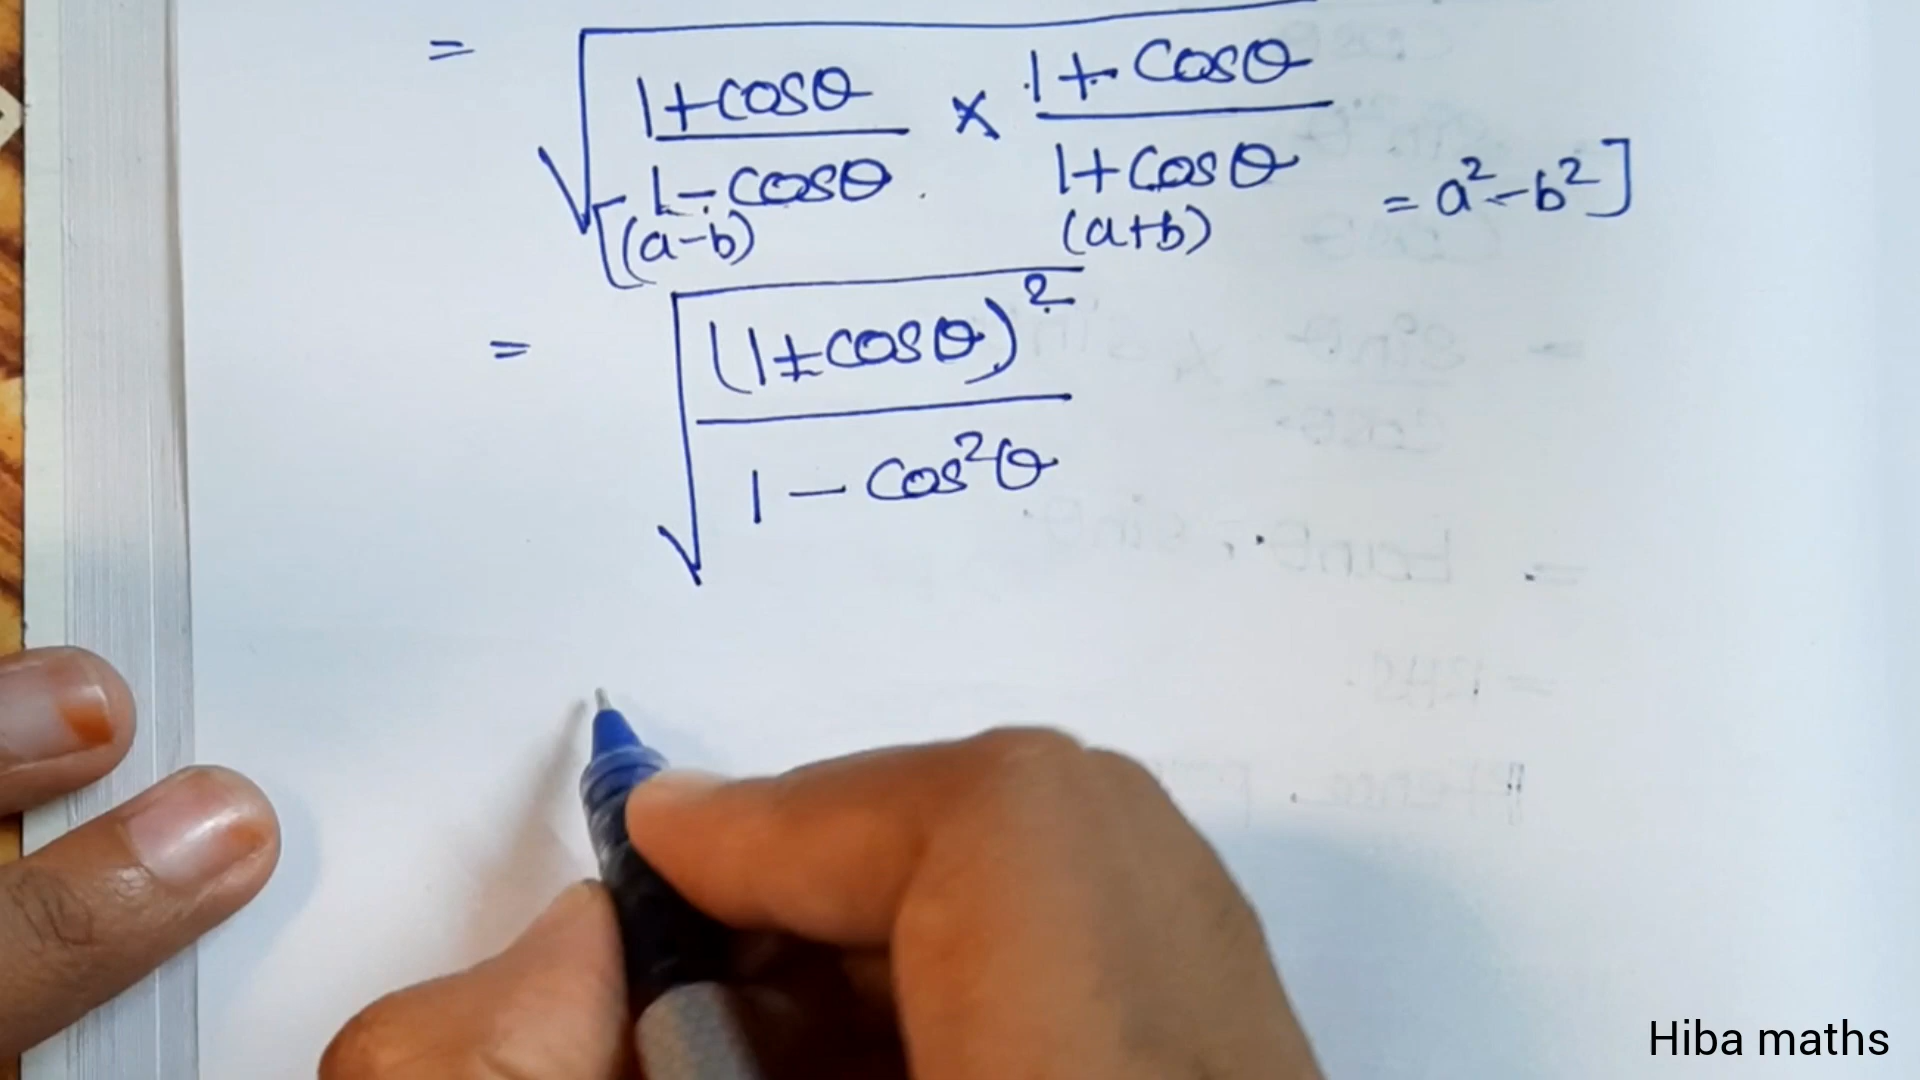 = √(1+cosθ / 1-cosθ × 1+cosθ / 1+cosθ)
[(a-b) (a+b) = a²-b²]
= √((1+cosθ)² / 1-cos²θ)
Hiba maths